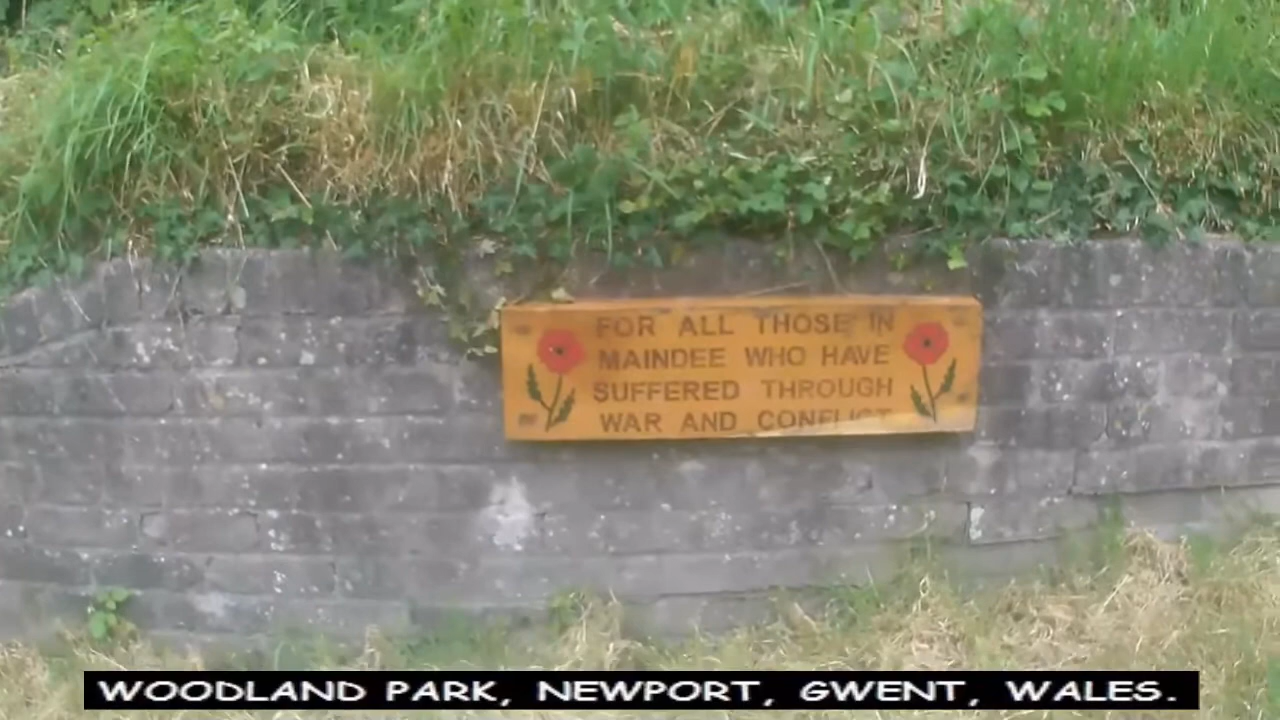 FOR ALL THOSE IN
MAINDEE WHO HAVE
SUFFERED THROUGH
WAR AND CONFLICT
WOODLAND PARK, NEWPORT, GWENT, WALES.